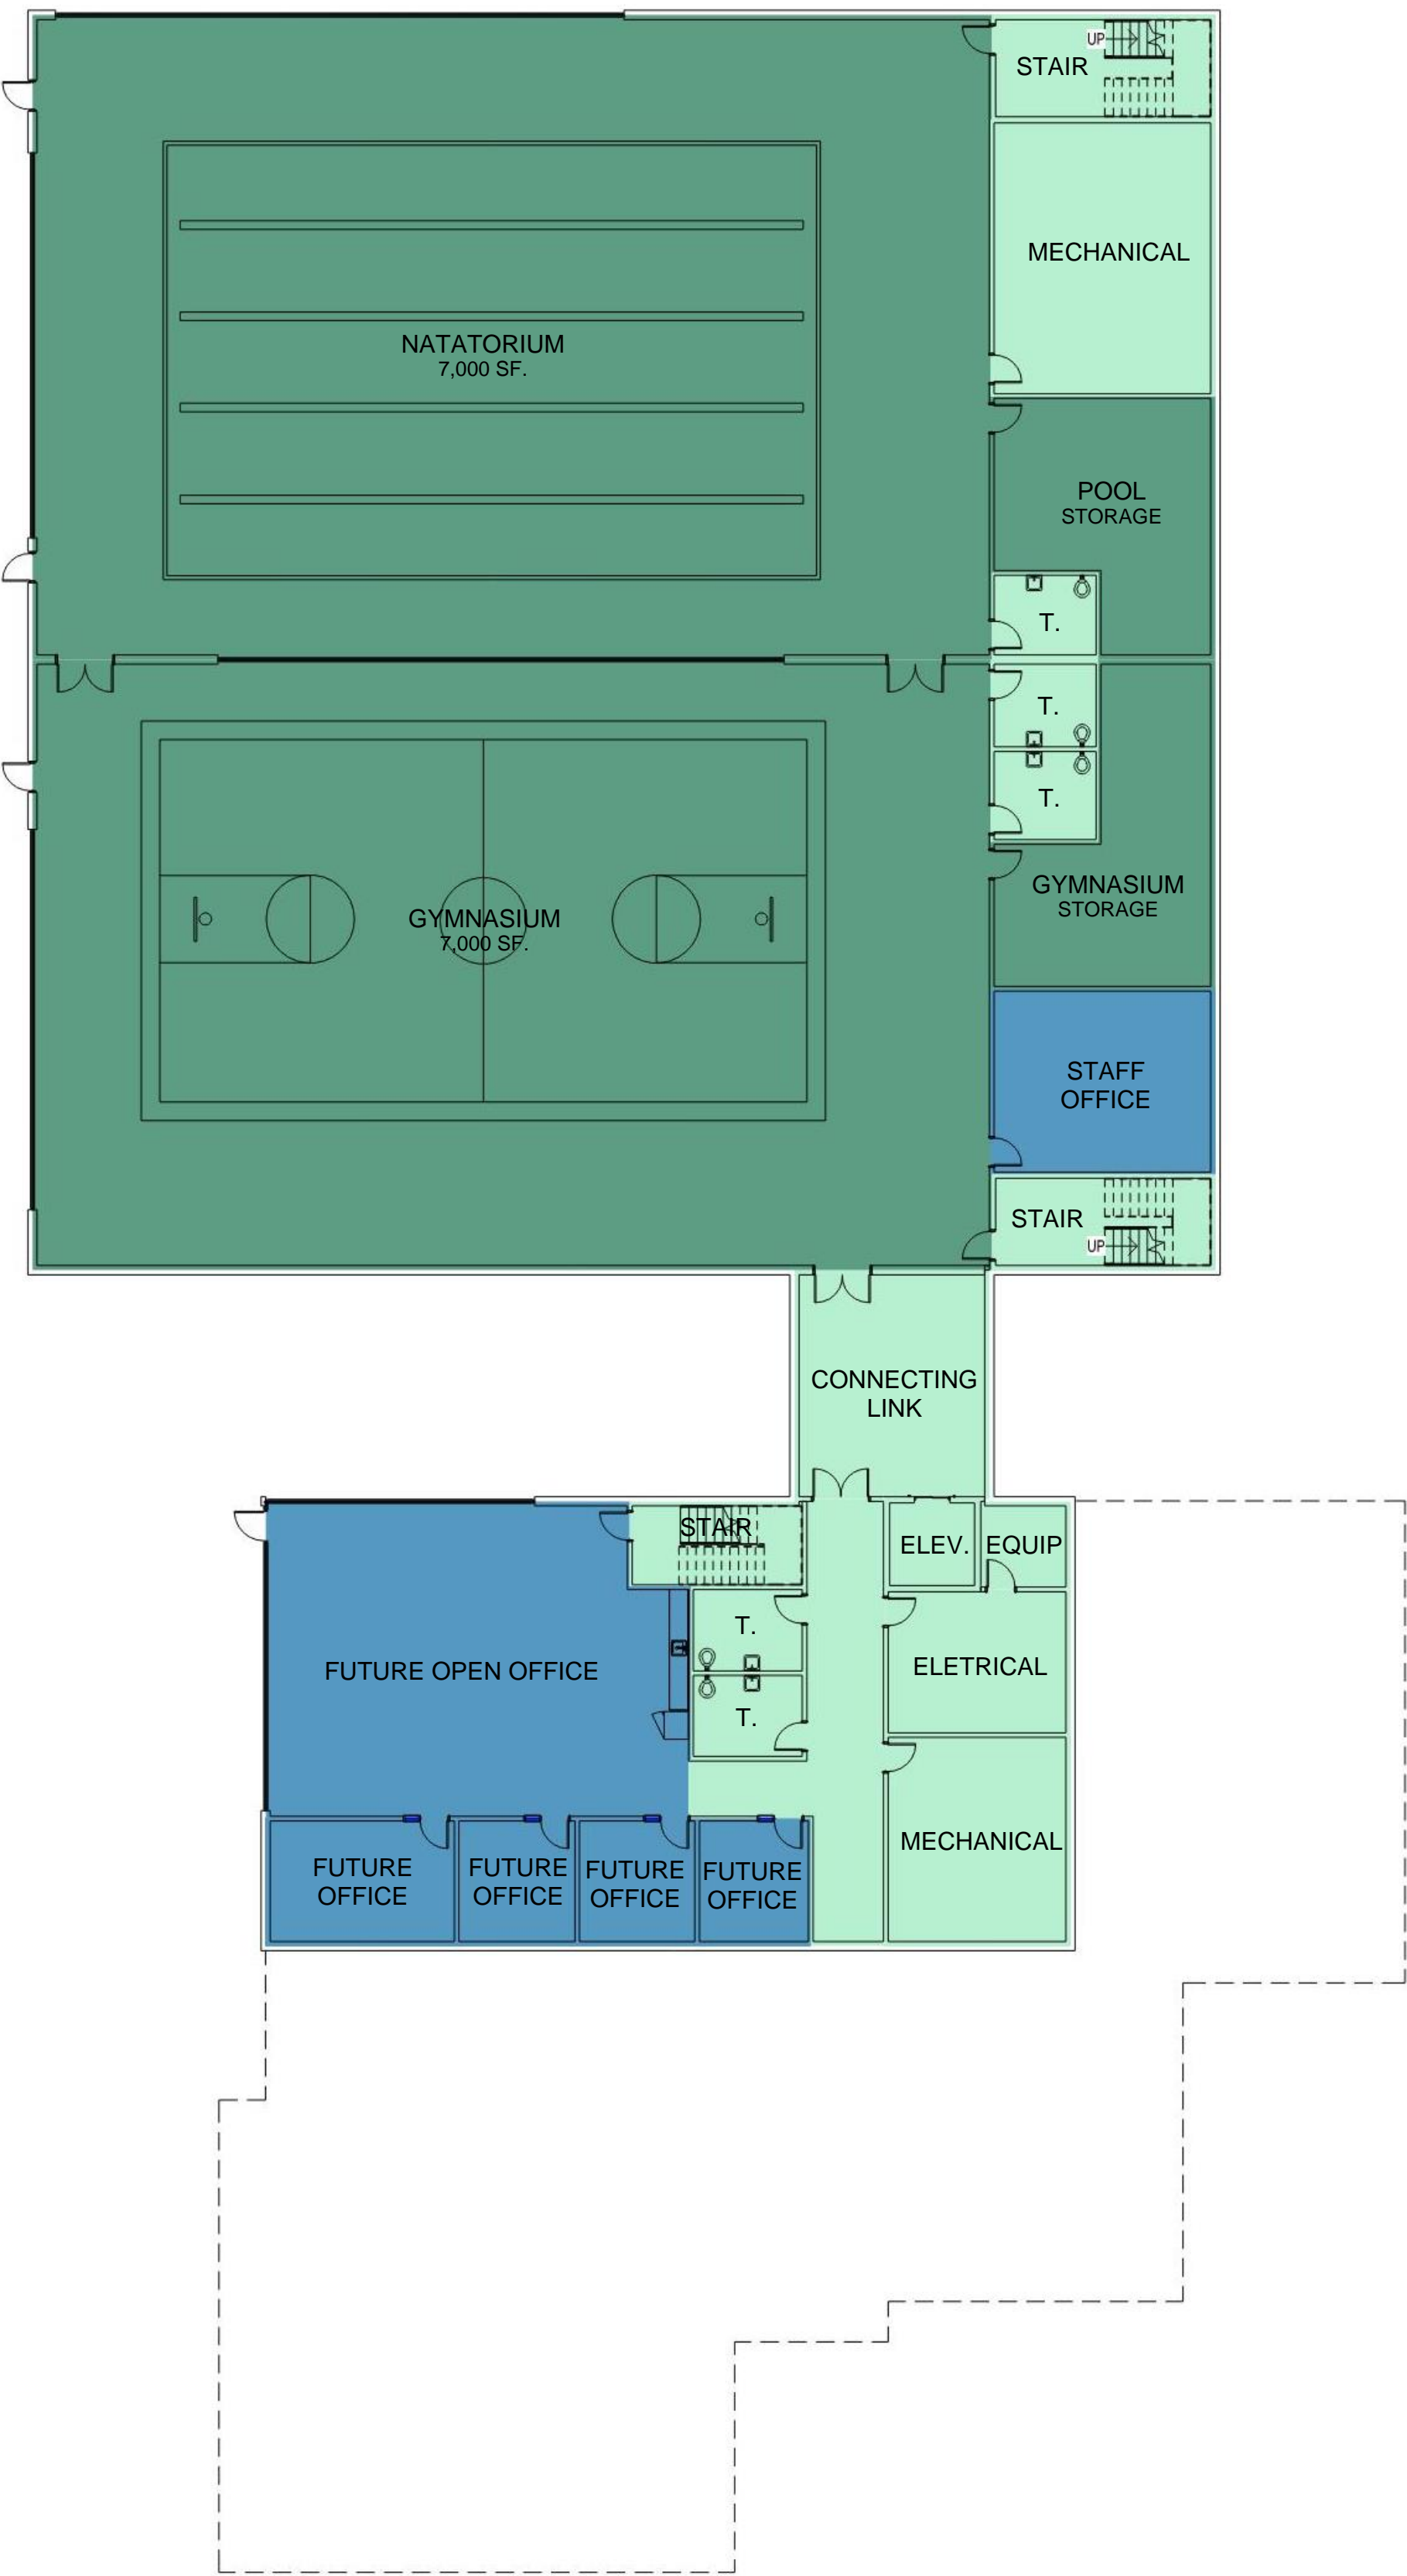 UP
STAIR
MECHANICAL
NATATORIUM
7,000 SF.
POOL
STORAGE
T.
T.
T.
GYMNASIUM
STORAGE
GYMNASIUM
7,000 SF.
STAFF
OFFICE
STAIR
UP
CONNECTING
LINK
STAIR
ELEV.
EQUIP
T.
FUTURE OPEN OFFICE
ELETRICAL
T.
MECHANICAL
FUTURE
OFFICE
FUTURE
OFFICE
FUTURE
OFFICE
FUTURE
OFFICE